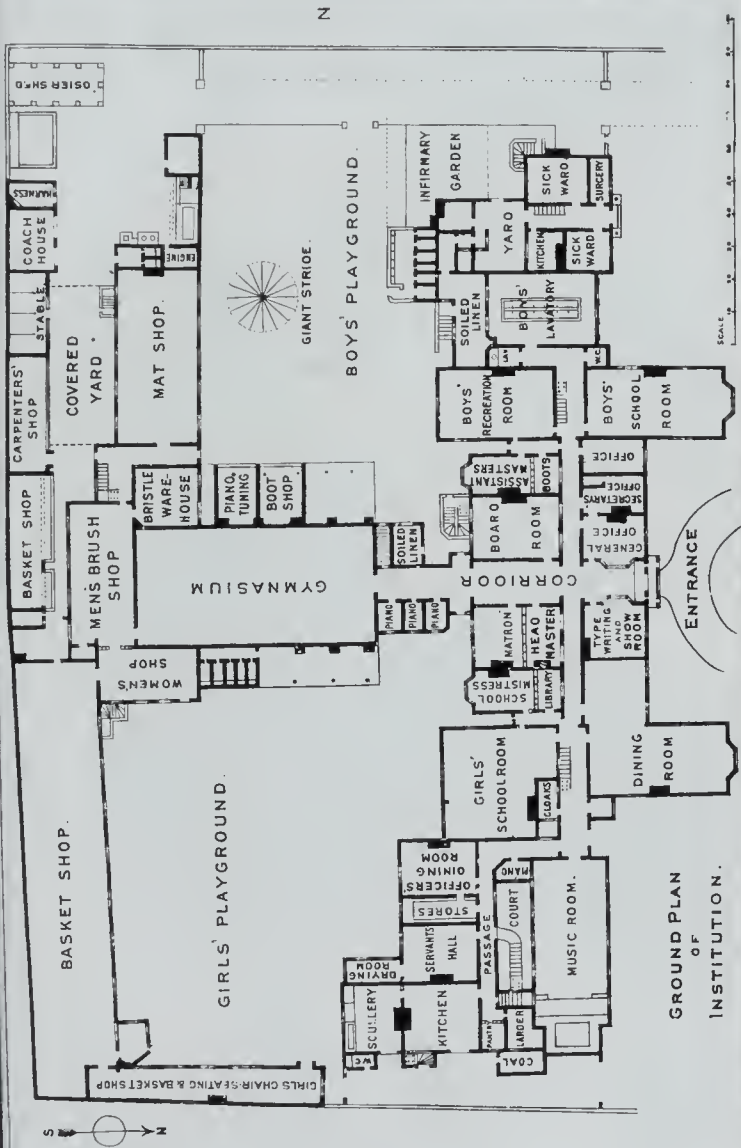 Z
OSIER SHED
HARNESS
COACH
HOUSE
STABLE
CARPENTERS'
SHOP
COVERED
YARD
ENGINE
MAT SHOP.
BASKET SHOP
MEN'S BRUSH
SHOP
BRISTLE
WARE-
HOUSE
PIANO
TUNING
BOOT
SHOP
GYMNASIUM
WOMEN'S
SHOP
GIANT STRIDE.
BOYS' PLAYGROUND.
INFIRMARY
GARDEN
YARD
SICK
WARD
SURGERY
KITCHEN
SICK
WARD
SOILED
LINEN
BOYS'
LAVATORY
LAV
W.C.
BOYS'
RECREATION
ROOM
BOYS'
SCHOOL
ROOM
ASSISTANT
MASTERS
BOOTS
OFFICE
SECRETARYS
OFFICE
BOARD
ROOM
GENERAL
OFFICE
SOILED
LINEN
CORRIDOR
PIANO
PIANO
PIANO
MATRON
HEAD
MASTER
TYPE
WRITING
AND
SHOW
ROOM
ENTRANCE
SCHOOL
MISTRESS
LIBRARY
DINING
ROOM
GIRLS'
SCHOOLROOM
CLOAKS
BASKET SHOP.
GIRLS' PLAYGROUND.
OFFICERS'
DINING
ROOM
STORES
SERVANTS
HALL
DRYING
ROOM
SCULLERY
KITCHEN
W.C.
PASSAGE
PIANO
COURT
PANTRY
LARDER
COAL
MUSIC ROOM.
GIRLS CHAIR-SEATING & BASKET SHOP
S
N
SCALE
GROUND PLAN
OF
INSTITUTION.